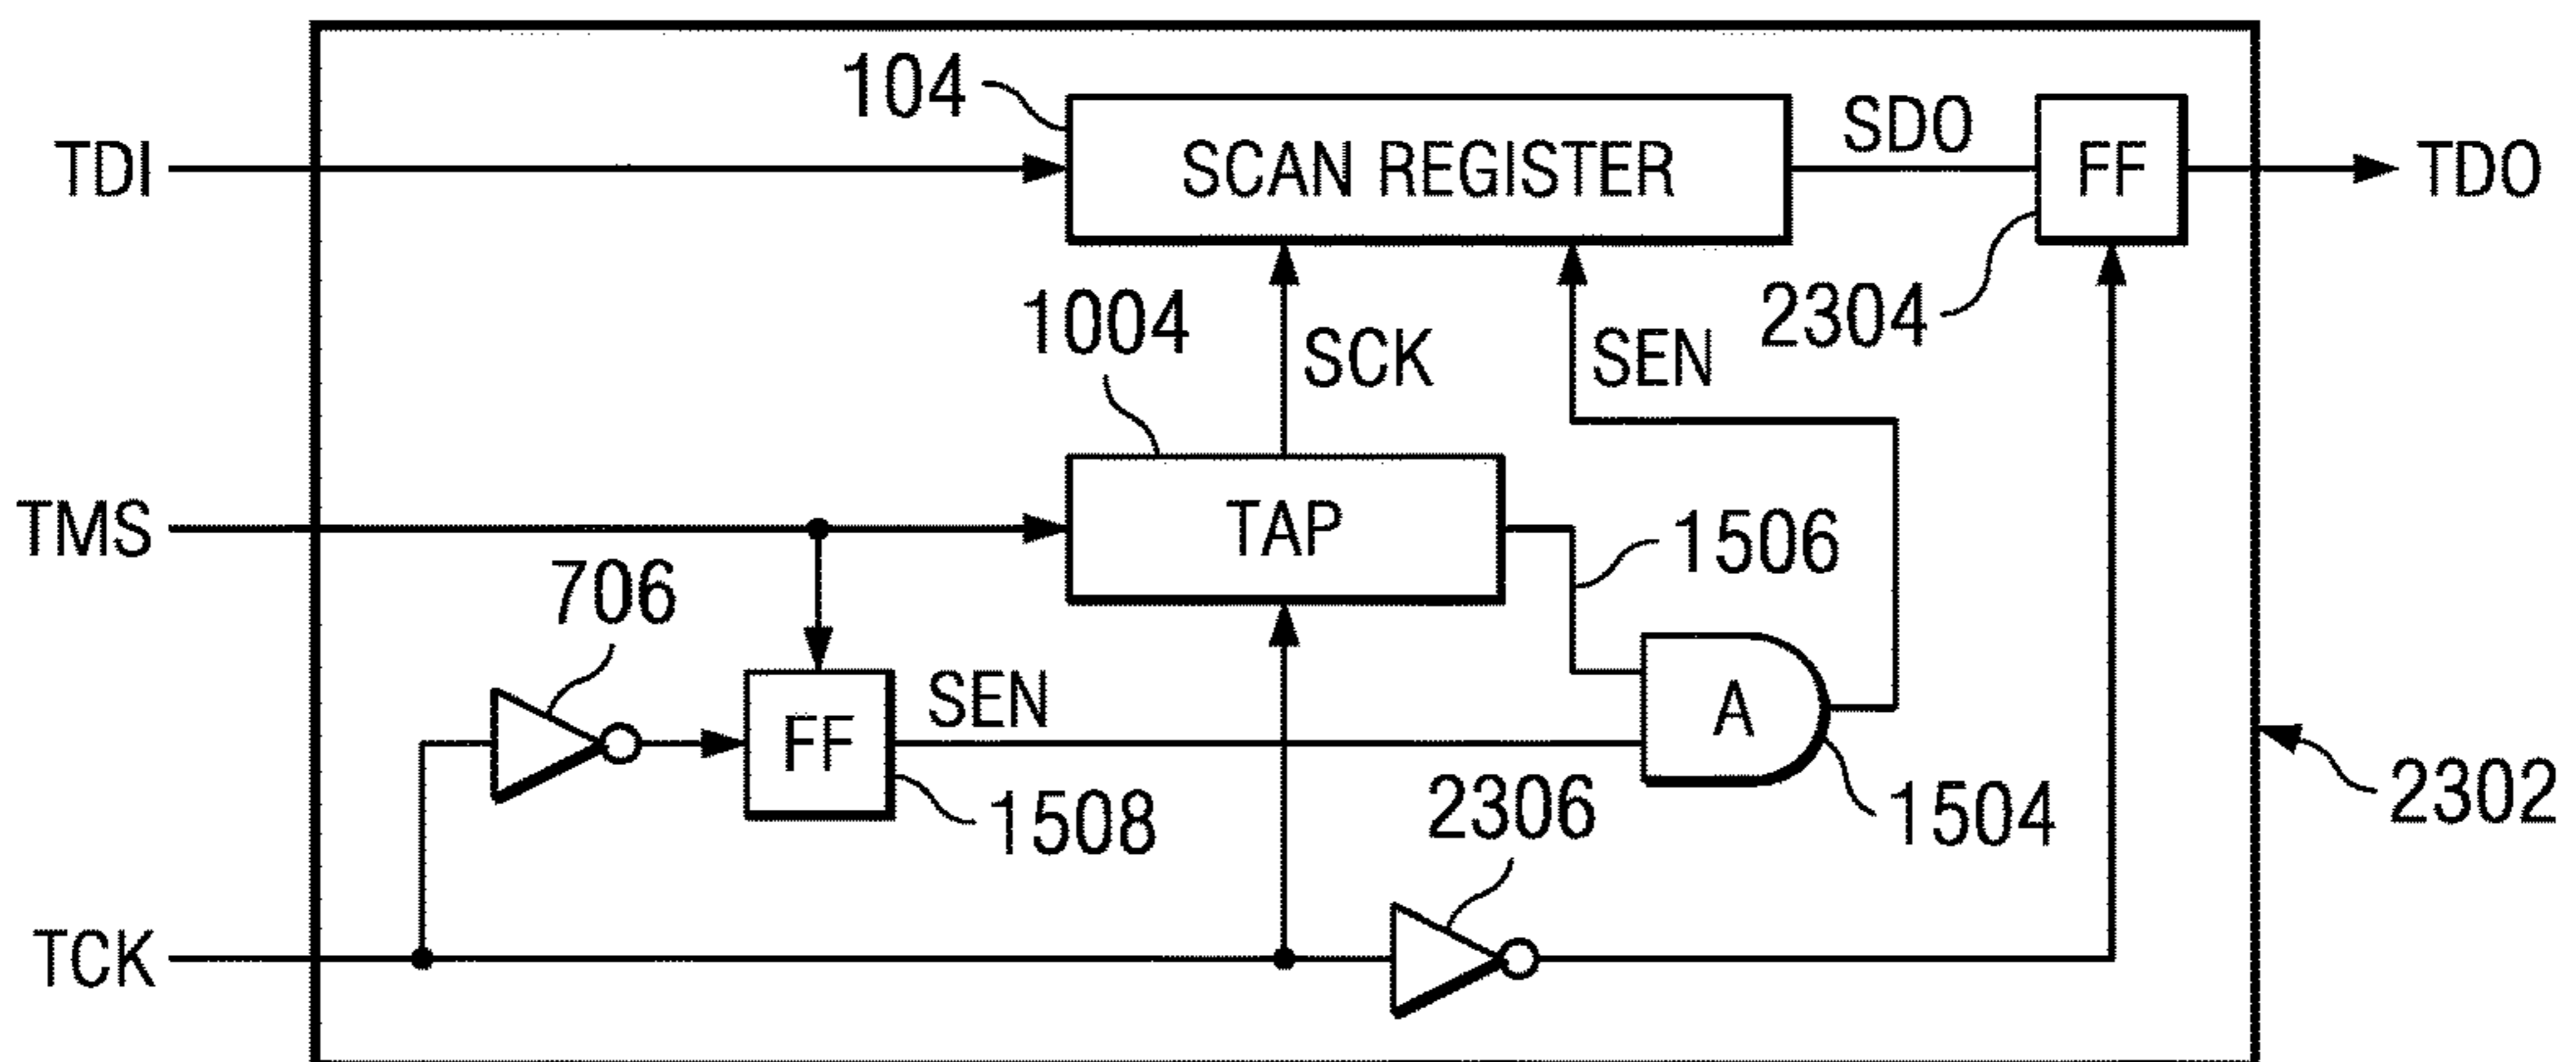 104
SDO
TDI
SCAN REGISTER
FF
TDO
1004
SCK
SEN
2304
TMS
TAP
1506
706
FF
SEN
A
1508
2306
1504
2302
TCK